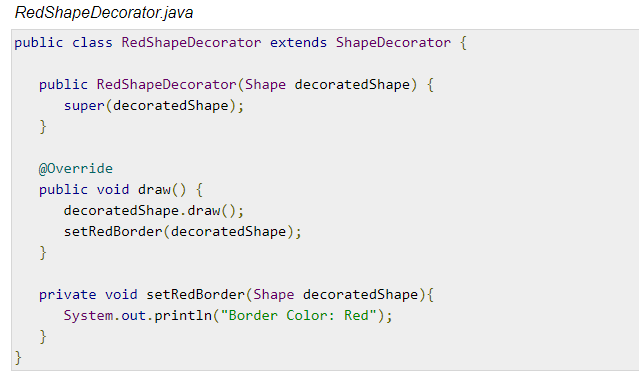 RedShapeDecorator.java
public class RedShapeDecorator extends ShapeDecorator {
public RedShapeDecorator(Shape decoratedShape) {
super(decoratedShape);
}
@Override
public void draw() {
decoratedShape.draw();
setRedBorder(decoratedShape);
}
private void setRedBorder(Shape decoratedShape){
System.out.println("Border Color: Red");
}
}